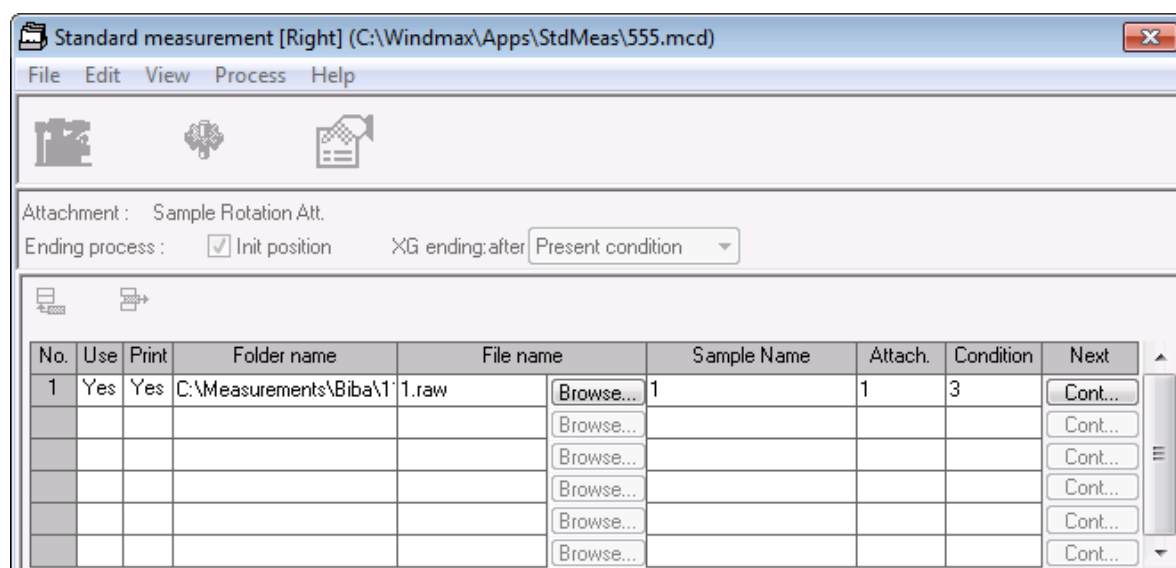 Standard measurement [Right] (C:\Windmax\Apps\StdMeas\555.mcd)
File Edit View Process Help
Attachment : Sample Rotation Att.
Ending process : Init position XG ending:after Present condition
No. Use Print Folder name File name Sample Name Attach. Condition Next
1 Yes Yes C:\Measurements\Biba\1 1.raw Browse... 1 1 3 Cont...
Browse... Cont...
Browse... Cont...
Browse... Cont...
Browse... Cont...
Browse... Cont...